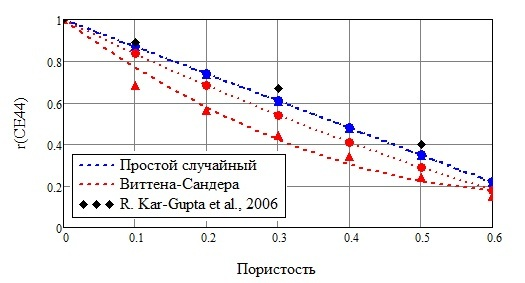 1
0.8
0.6
0.4
0.2
0
r(CE44)
Простой случайный
Виттена-Сандера
R. Kar-Gupta et al., 2006
0 0.1 0.2 0.3 0.4 0.5 0.6
Пористость